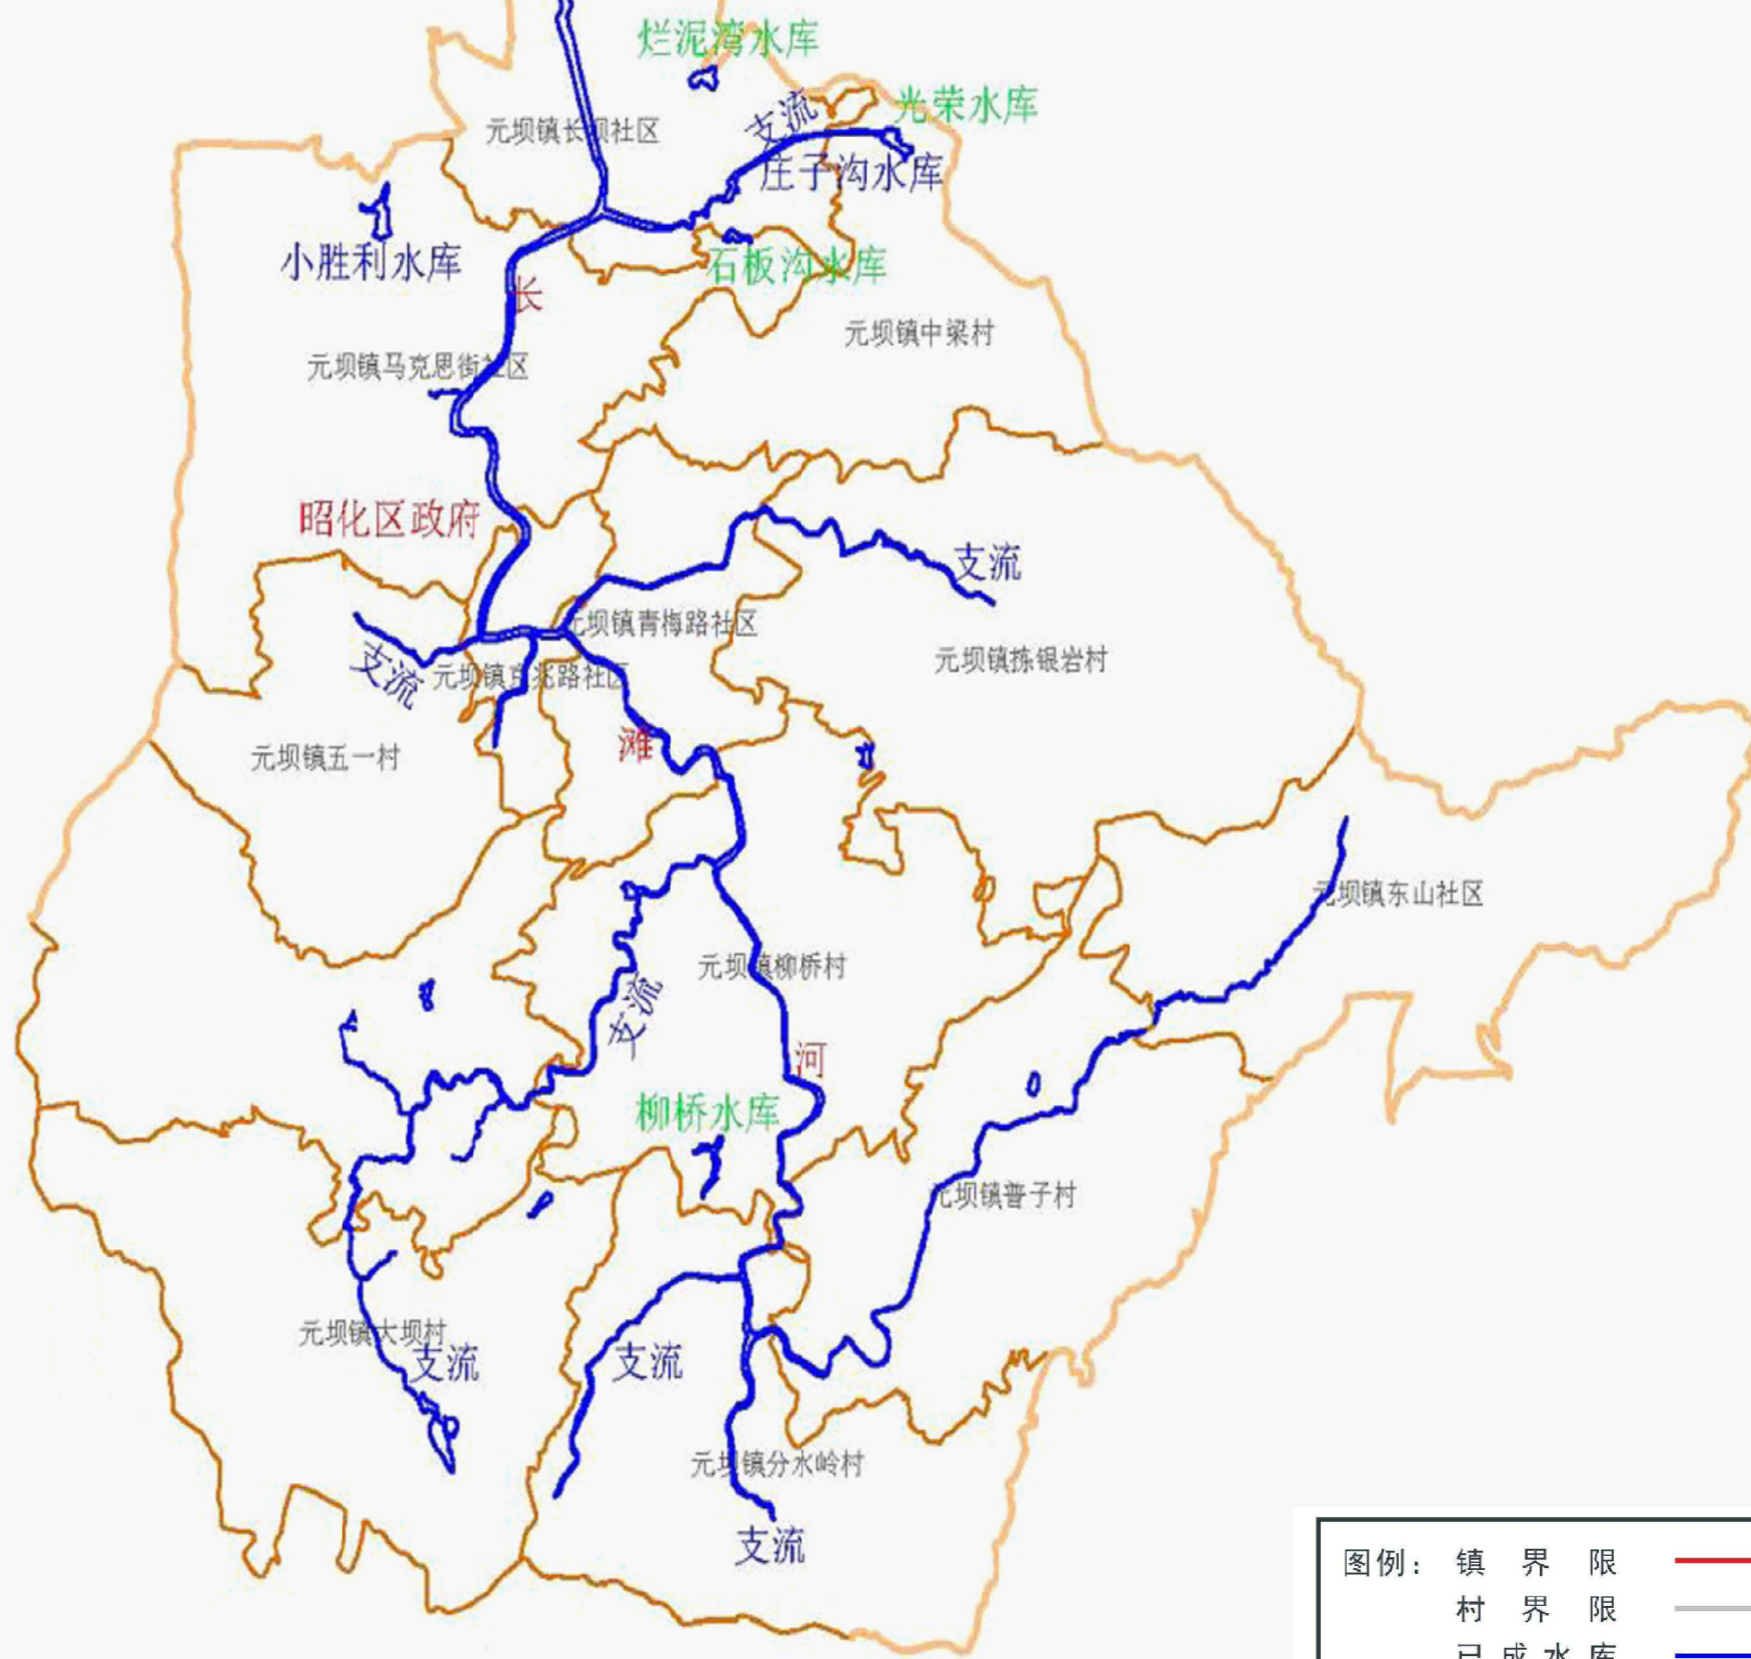 烂泥湾水库
光荣水库
支流
元坝镇长坝社区
庄子沟水库
小胜利水库
石板沟水库
长
元坝镇中梁村
元坝镇马克思街社区
昭化区政府
支流
元坝镇青梅路社区
元坝镇拣银岩村
支流
元坝镇京兆路社区
滩
元坝镇五一村
元坝镇东山社区
元坝镇柳桥村
支流
河
柳桥水库
元坝镇普子村
元坝镇大坝村
支流
支流
元坝镇分水岭村
支流
图例：镇界限
村界限
已成水库